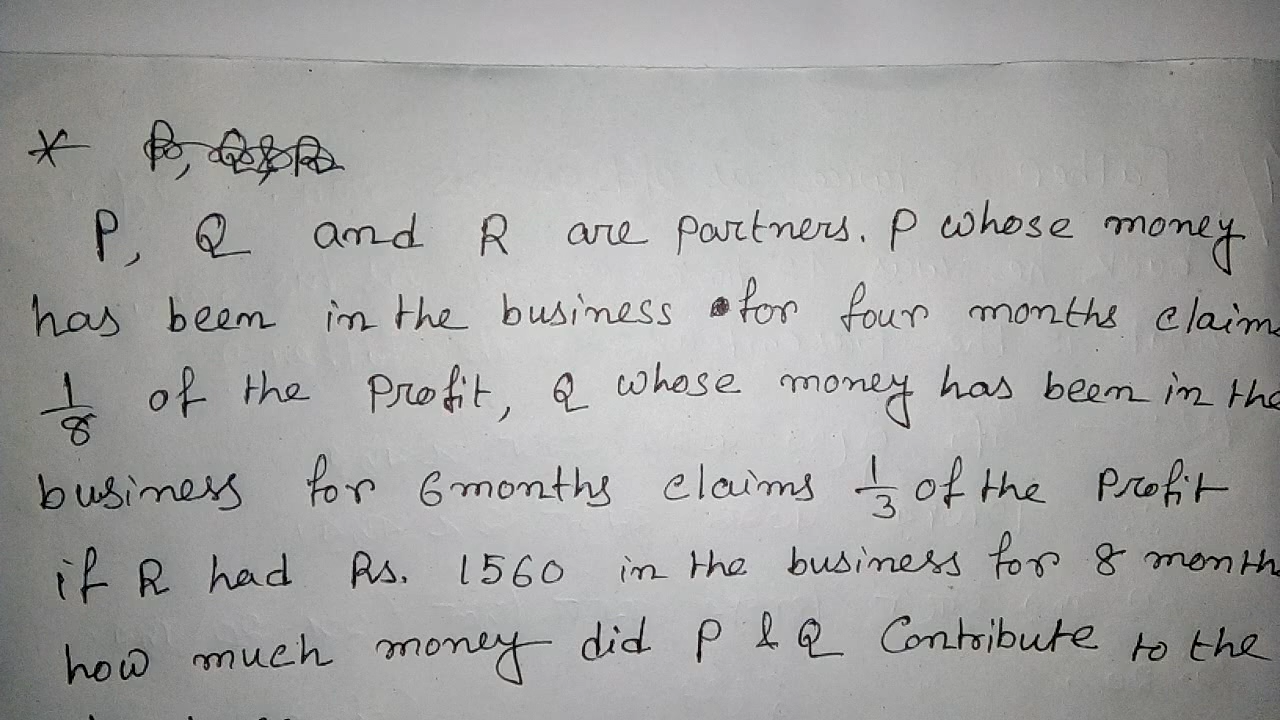 *
P, Q and R are partners. P whose money
has been in the business for four months claim
1/8 of the Profit, Q whose money has been in the
business for 6 months claims 1/3 of the Profit
if R had Rs. 1560 in the business for 8 month
how much money did P & Q Contribute to the